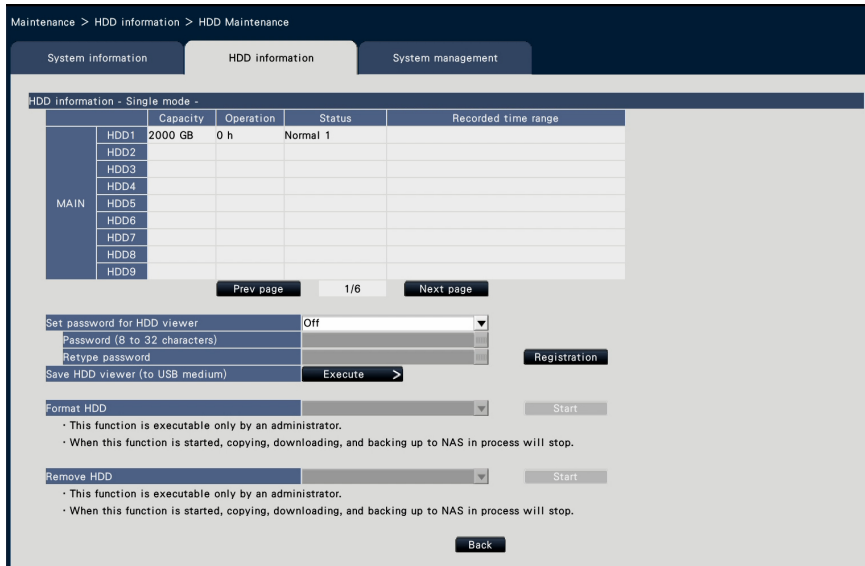 Maintenance > HDD information > HDD Maintenance
System information HDD information System management
HDD information - Single mode -
Capacity Operation Status Recorded time range
HDD1 2000 GB 0 h Normal 1
HDD2
HDD3
HDD4
MAIN HDD5
HDD6
HDD7
HDD8
HDD9
Prev page 1/6 Next page
Set password for HDD viewer Off
Password (8 to 32 characters)
Retype password Registration
Save HDD viewer (to USB medium) Execute >
Format HDD Start
· This function is executable only by an administrator.
· When this function is started, copying, downloading, and backing up to NAS in process will stop.
Remove HDD Start
· This function is executable only by an administrator.
· When this function is started, copying, downloading, and backing up to NAS in process will stop.
Back